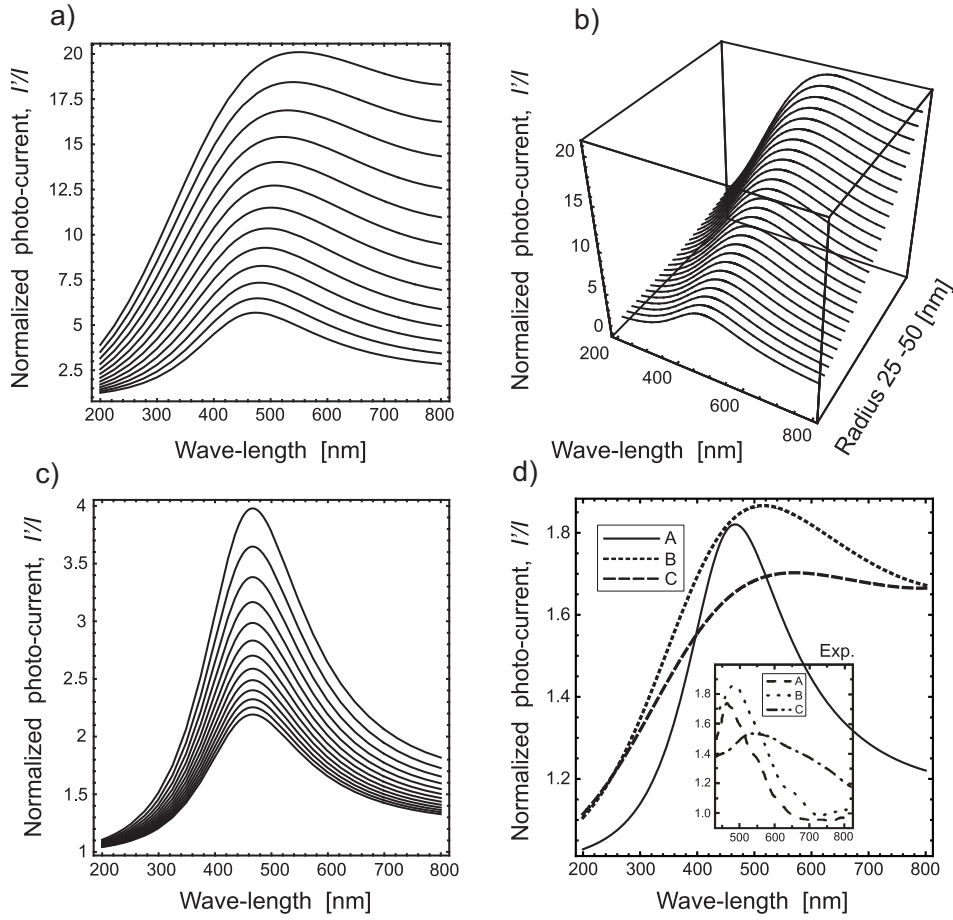 a)
Normalized photo-current, I'/I
20
17.5
15
12.5
10
7.5
5
2.5
200 300 400 500 600 700 800
Wave-length [nm]
b)
Normalized photo-current, I'/I
20
15
10
5
0
200
400
600
800
Wave-length [nm]
Radius 25 -50 [nm]
c)
Normalized photo-current, I'/I
4
3.5
3
2.5
2
1.5
1
200 300 400 500 600 700 800
Wave-length [nm]
d)
Normalized photo-current, I'/I
1.8
1.6
1.4
1.2
A
B
C
Exp.
A
B
C
1.8
1.6
1.4
1.2
1.0
500 600 700 800
200 300 400 500 600 700 800
Wave-length [nm]